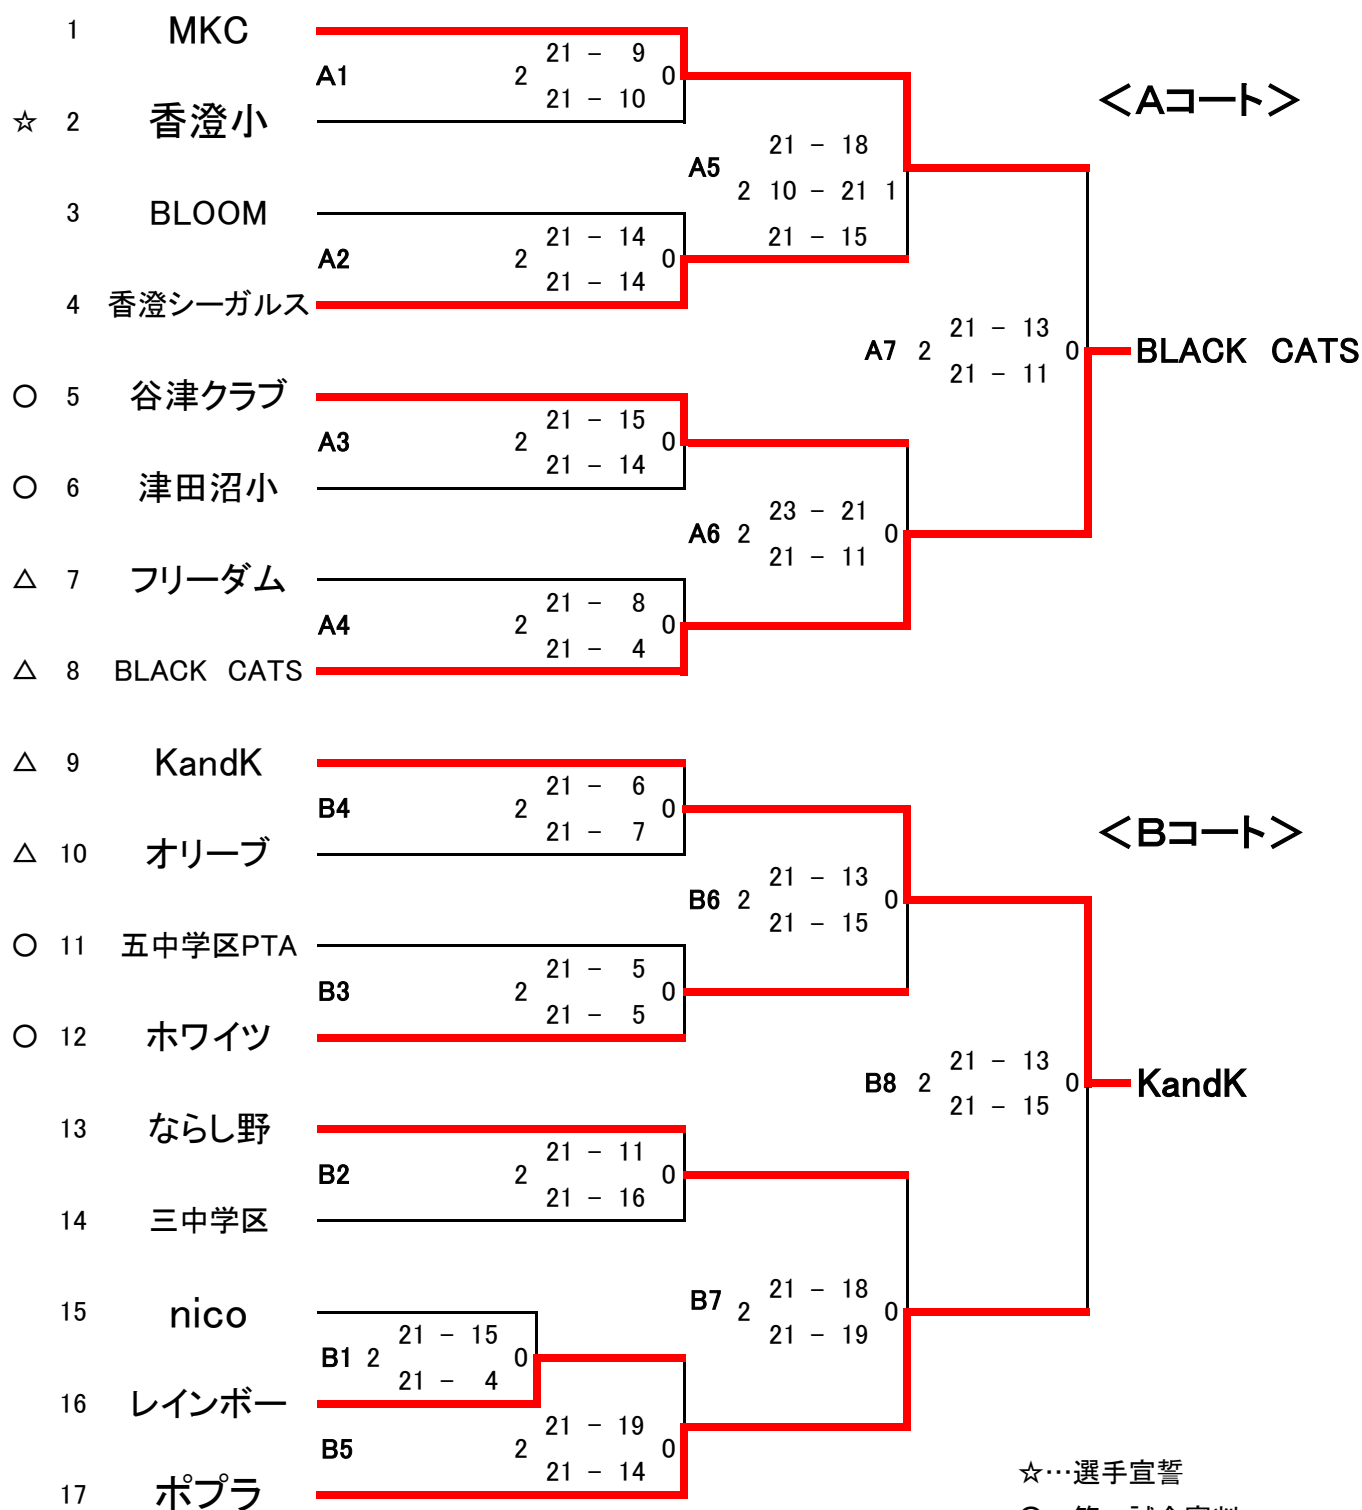 1 MKC
21 - 9
A1 2 0
21 - 10
☆ 2 香澄小
<Aコート>
21 - 18
A5
2 10 - 21 1
21 - 15
3 BLOOM
21 - 14
A2 2 0
21 - 14
4 香澄シーガルス
21 - 13
A7 2 0 BLACK CATS
21 - 11
○ 5 谷津クラブ
21 - 15
A3 2 0
21 - 14
○ 6 津田沼小
23 - 21
A6 2 0
21 - 11
△ 7 フリーダム
21 - 8
A4 2 0
21 - 4
△ 8 BLACK CATS
△ 9 KandK
21 - 6
B4 2 0
21 - 7
△ 10 オリーブ
<Bコート>
21 - 13
B6 2 0
21 - 15
○ 11 五中学区PTA
21 - 5
B3 2 0
21 - 5
○ 12 ホワイツ
21 - 13
B8 2 0 KandK
21 - 15
13 ならし野
21 - 11
B2 2 0
21 - 16
14 三中学区
21 - 18
B7 2 0
21 - 19
15 nico
21 - 15
B1 2 0
21 - 4
16 レインボー
21 - 19
B5 2 0
21 - 14
17 ポプラ
☆…選手宣誓